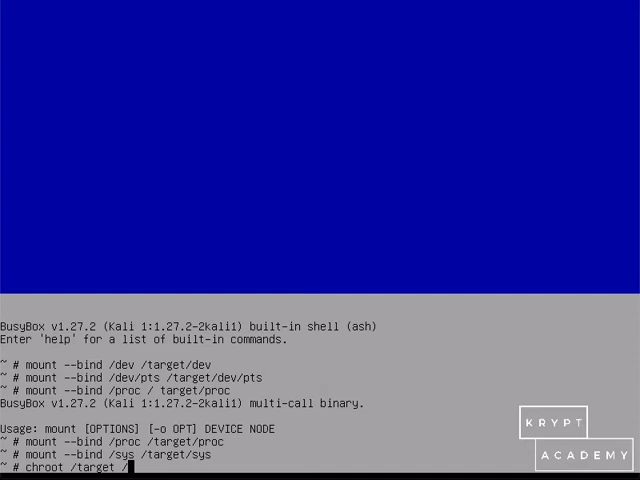 BusyBox v1.27.2 (Kali 1:1.27.2-2kali1) built-in shell (ash)
Enter 'help' for a list of built-in commands.
~ # mount --bind /dev /target/dev
~ # mount --bind /dev/pts /target/dev/pts
~ # mount --bind /proc / target/proc
BusyBox v1.27.2 (Kali 1:1.27.2-2kali1) multi-call binary.
Usage: mount [OPTIONS] [-o OPT] DEVICE NODE
~ # mount --bind /proc /target/proc
~ # mount --bind /sys /target/sys
~ # chroot /target /
KRYPT
ACADEMY